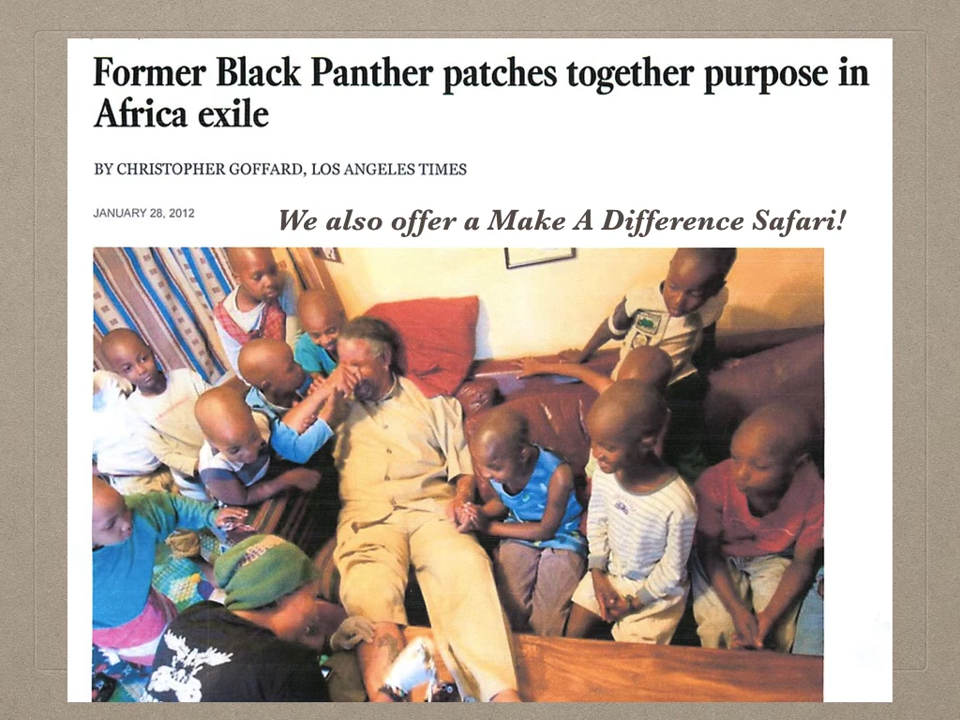 Former Black Panther patches together purpose in
Africa exile
BY CHRISTOPHER GOFFARD, LOS ANGELES TIMES
JANUARY 28, 2012
We also offer a Make A Difference Safari!